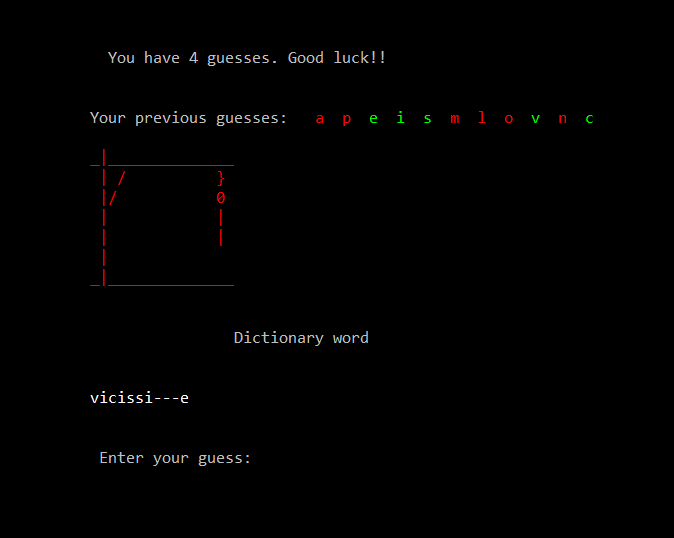 You have 4 guesses. Good luck!!
Your previous guesses: a p e i s m l o v n c
Dictionary word
vicissi---e
Enter your guess: